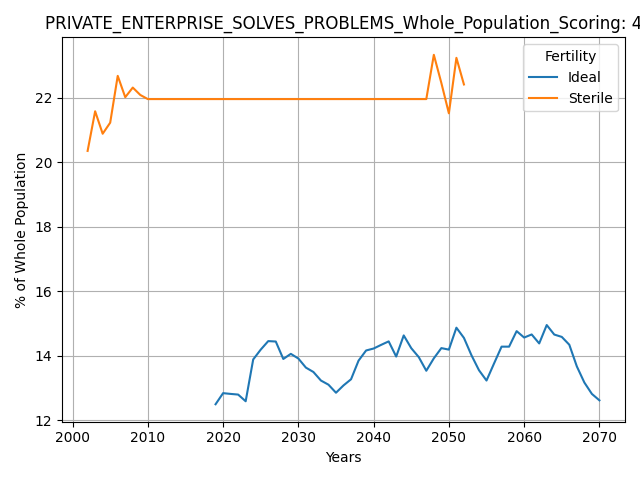 PRIVATE_ENTERPRISE_SOLVES_PROBLEMS_Whole_Population_Scoring: 4
Fertility
Ideal
Sterile
% of Whole Population
22
20
18
16
14
12
2000 2010 2020 2030 2040 2050 2060 2070
Years